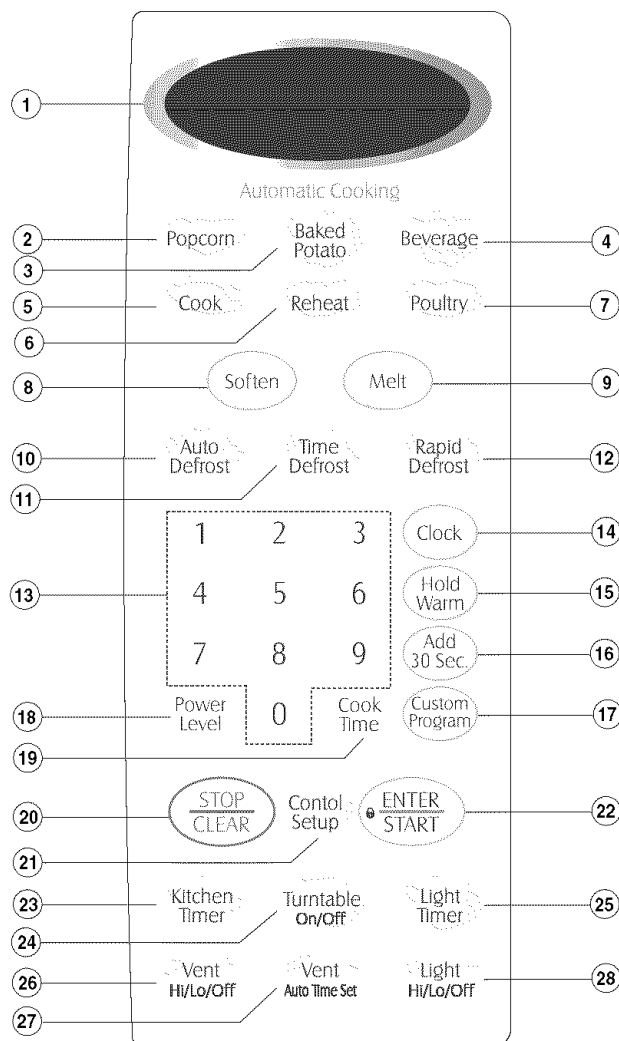 1
Automatic Cooking
2 Popcorn Baked Potato Beverage 4
3
5 Cook Reheat Poultry 7
6
8 Soften Melt 9
10 Auto Defrost Time Defrost Rapid Defrost 12
11
1 2 3 Clock 14
13 4 5 6 Hold Warm 15
7 8 9 Add 30 Sec. 16
18 Power Level 0 Cook Time Custom Program 17
19
20 STOP CLEAR Contol Setup ENTER START 22
21
23 Kitchen Timer Turntable On/Off Light Timer 25
24
26 Vent Hi/Lo/Off Vent Auto Time Set Light Hi/Lo/Off 28
27